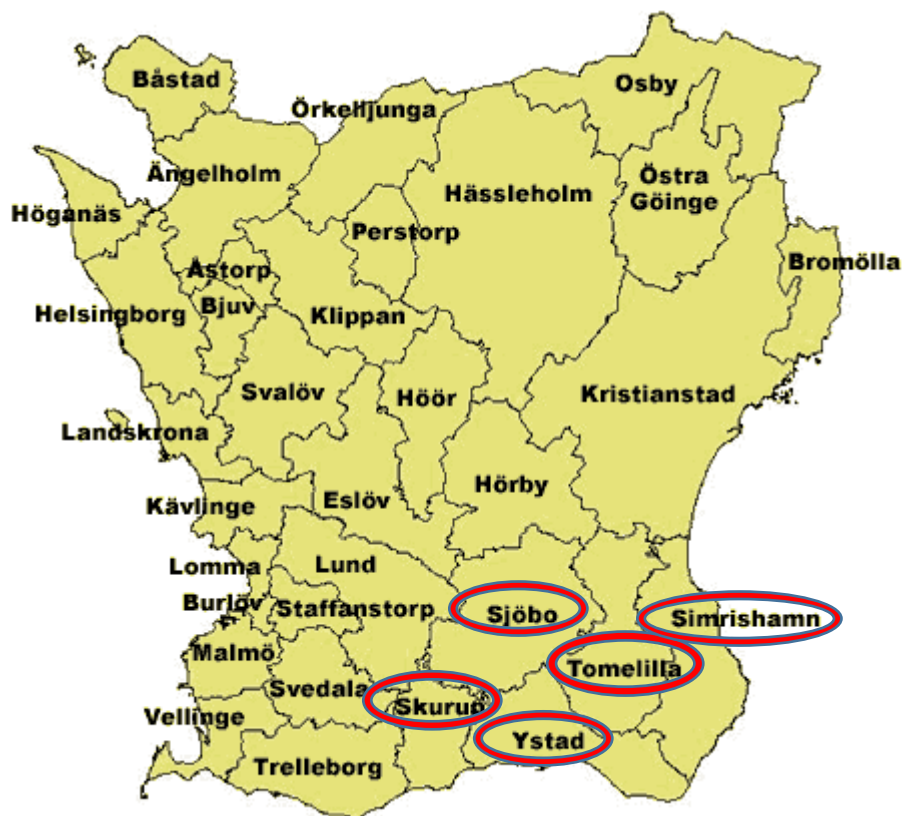 Båstad
Osby
Örkelljunga
Ängelholm
Hässleholm
Östra
Göinge
Höganäs
Perstorp
Bromölla
Åstorp
Bjuv
Helsingborg
Klippan
Svalöv
Höör
Kristianstad
Landskrona
Hörby
Eslöv
Kävlinge
Lund
Lomma
Burlöv
Staffanstorp
Sjöbo
Simrishamn
Malmö
Tomelilla
Svedala
Skurup
Vellinge
Ystad
Trelleborg